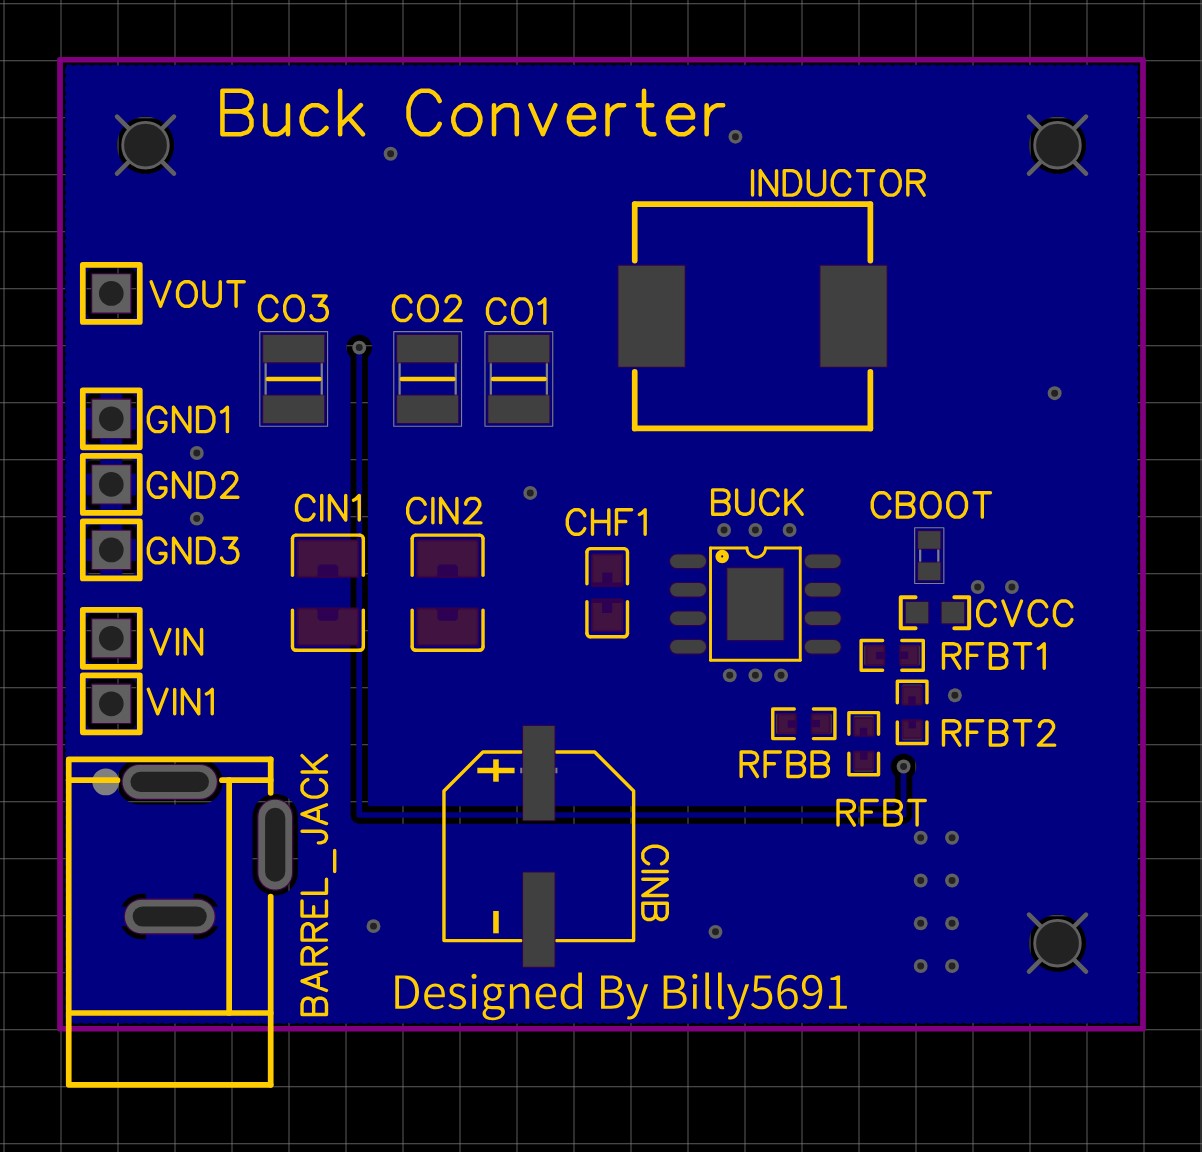 Buck Converter
INDUCTOR
VOUT
CO3
CO2
CO1
GND1
GND2
GND3
CIN1
CIN2
CHF1
BUCK
CBOOT
CVCC
VIN
RFBT1
VIN1
RFBT2
RFBB
RFBT
+
BARREL_JACK
CINB
-
Designed By Billy5691